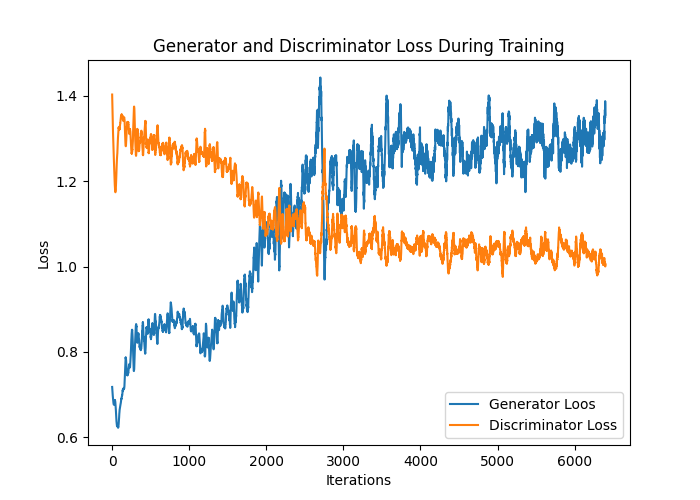 Generator and Discriminator Loss During Training
1.4
1.2
1.0
0.8
0.6
Loss
0
1000
2000
3000
4000
5000
6000
Iterations
Generator Loos
Discriminator Loss